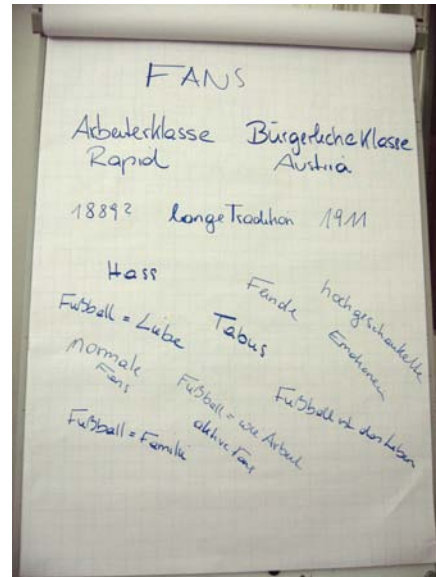 FANS
Arbeiterklasse Bürgerliche Klasse
Rapid Austria
1889? lange Tradition 1911
Hass
Feinde
hochgeschaukelte
Emotionen
Fußball = Liebe
Tabus
normale
Fans
Fußball = wie Arbeit
aktive Fans
Fußball ist das Leben
Fußball = Familie